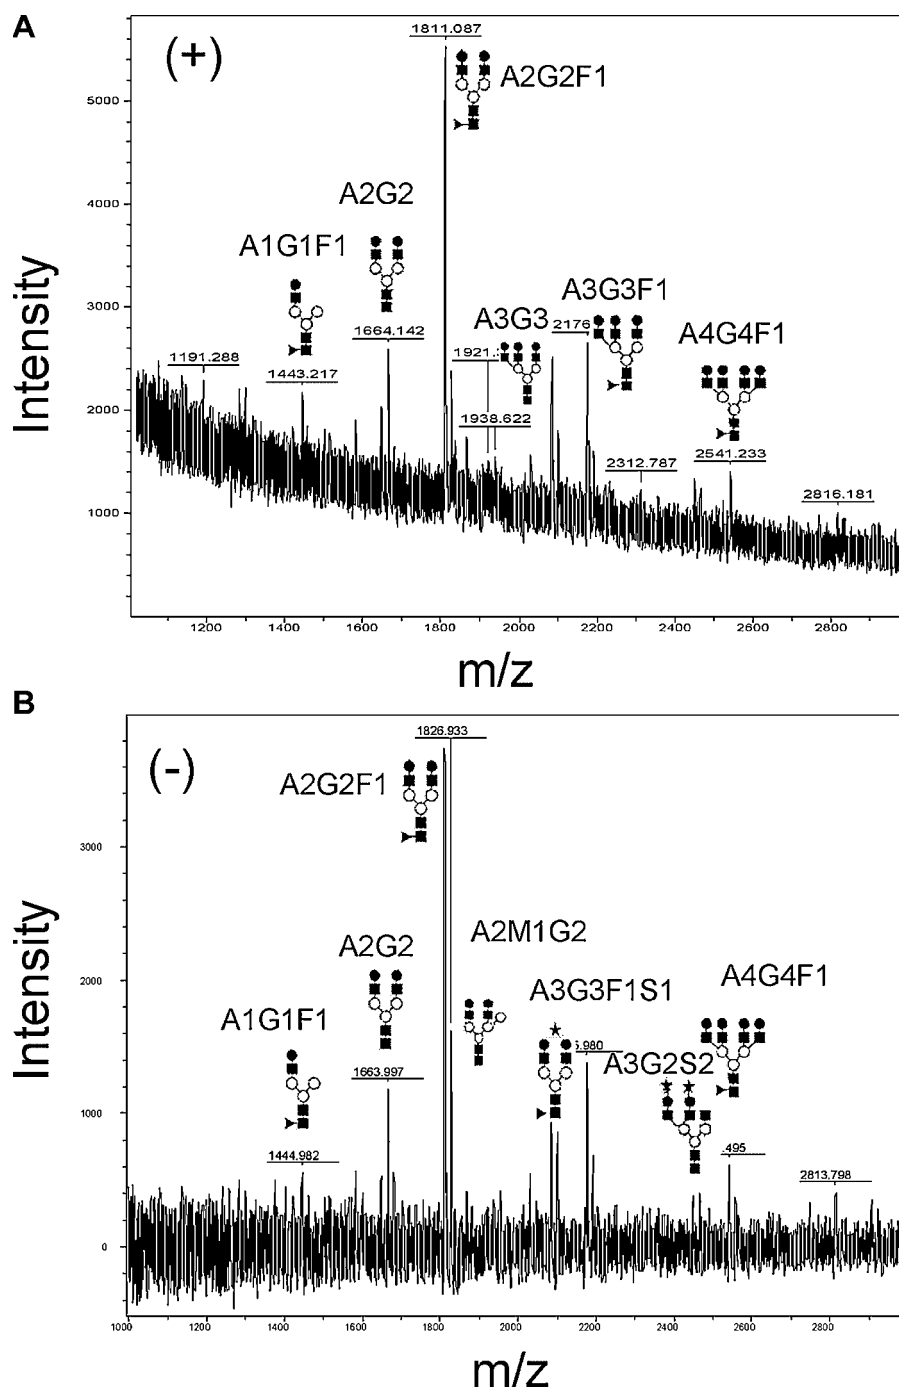 A
(+)
1811.087
A2G2F1
5000
A2G2
4000
A1G1F1
A3G3F1
3000
A3G3
2176
A4G4F1
1664.142
1921.
1191.288
1443.217
2000
1938.622
2312.787
2541.233
2816.181
1000
Intensity
1200 1400 1600 1800 2000 2200 2400 2600 2800
m/z
B
(-)
1826.933
A2G2F1
3000
A2G2
A2M1G2
2000
A3G3F1S1
A4G4F1
A1G1F1
.980
A3G2S2
1663.997
1000
1444.982
.495
2813.798
0
Intensity
1000 1200 1400 1600 1800 2000 2200 2400 2600 2800
m/z